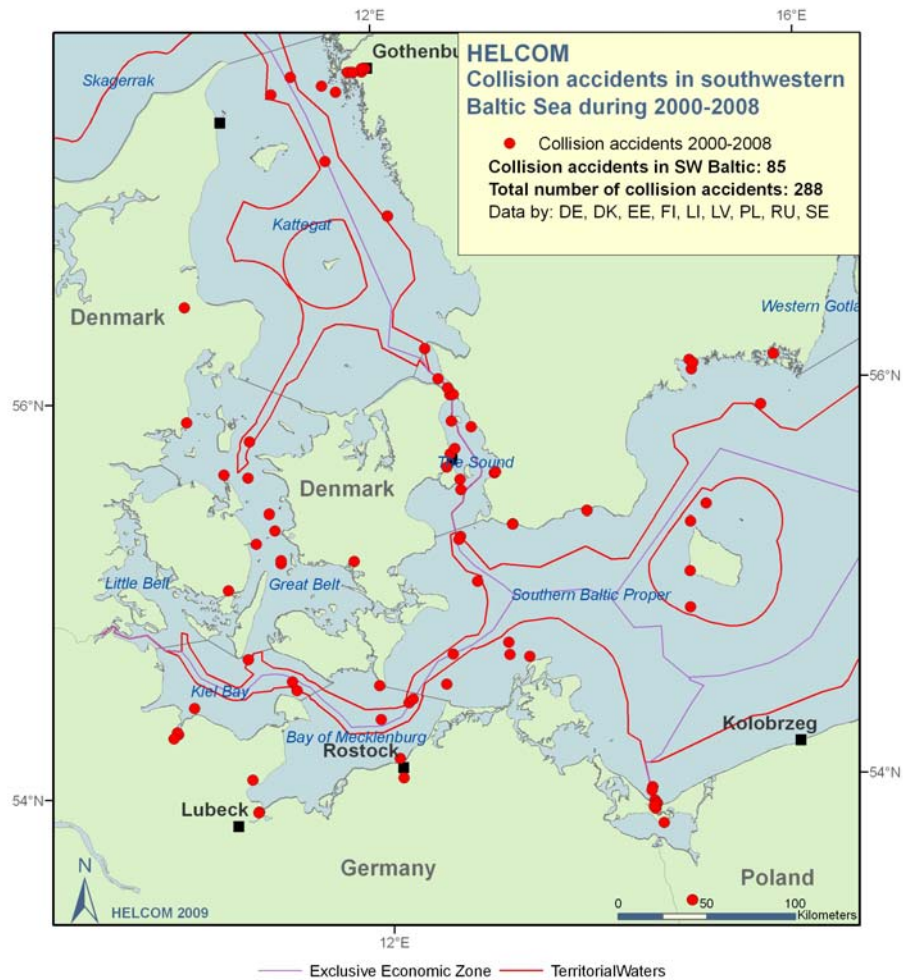 12°E
16°E
Gothenbu
HELCOM
Collision accidents in southwestern
Baltic Sea during 2000-2008
Collision accidents 2000-2008
Collision accidents in SW Baltic: 85
Total number of collision accidents: 288
Data by: DE, DK, EE, FI, LI, LV, PL, RU, SE
Skagerrak
Kattegat
Western Gotla
Denmark
56°N
56°N
The Sound
Denmark
Little Belt
Great Belt
Southern Baltic Proper
Kiel Bay
Kolobrzeg
Bay of Mecklenburg
Rostock
54°N
54°N
Lubeck
Germany
Poland
N
HELCOM 2009
0 50 100
Kilometers
12°E
Exclusive Economic Zone TerritorialWaters